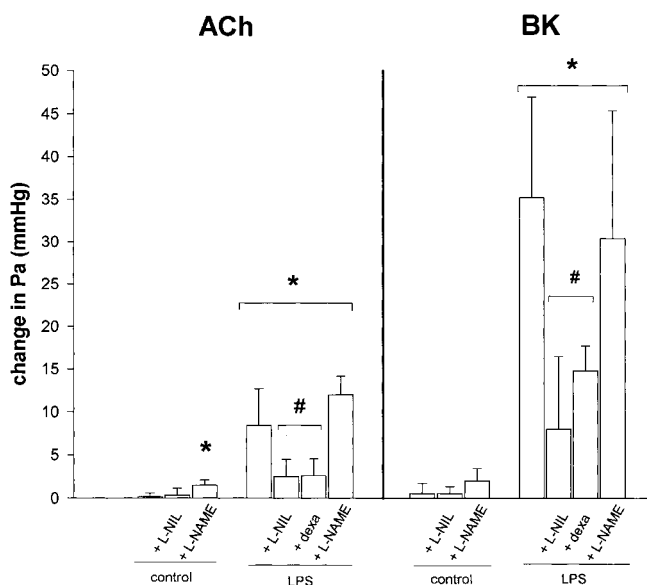 ACh BK
change in Pa (mmHg)
50
45
40
35
30
25
20
15
10
5
0
*
*
#
*
#
+ L-NIL
+ L-NAME
+ L-NIL
+ dexa
+ L-NAME
+ L-NIL
+ L-NAME
+ L-NIL
+ dexa
+ L-NAME
control LPS control LPS